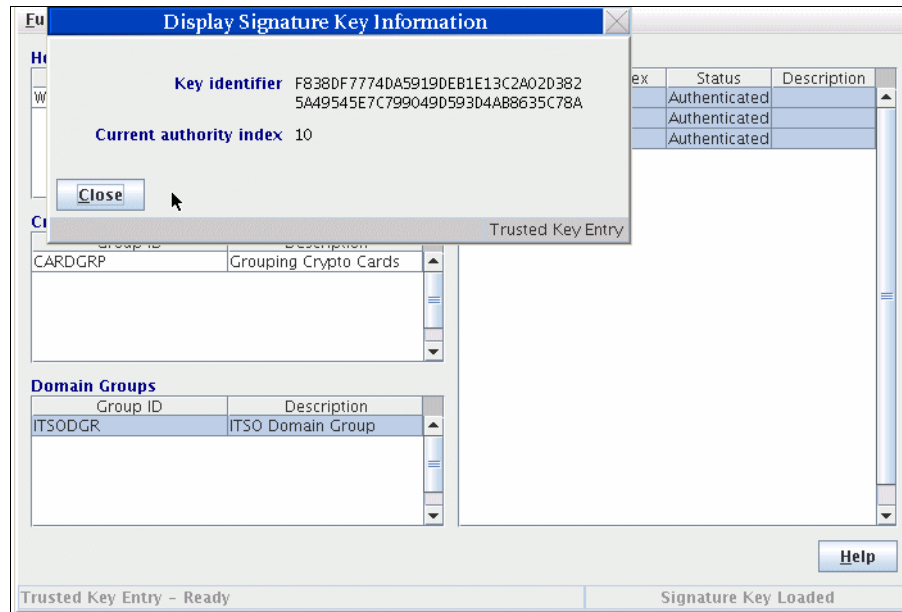 Fu
Display Signature Key Information
Key identifier F838DF7774DA5919DEB1E13C2A02D382
5A49545E7C799049D593D4AB8635C78A
Current authority index 10
Close
Trusted Key Entry
Status Description
Authenticated
Authenticated
Authenticated
Group ID Description
CARDGRP Grouping Crypto Cards
Domain Groups
Group ID Description
ITSODGR ITSO Domain Group
Help
Trusted Key Entry - Ready
Signature Key Loaded